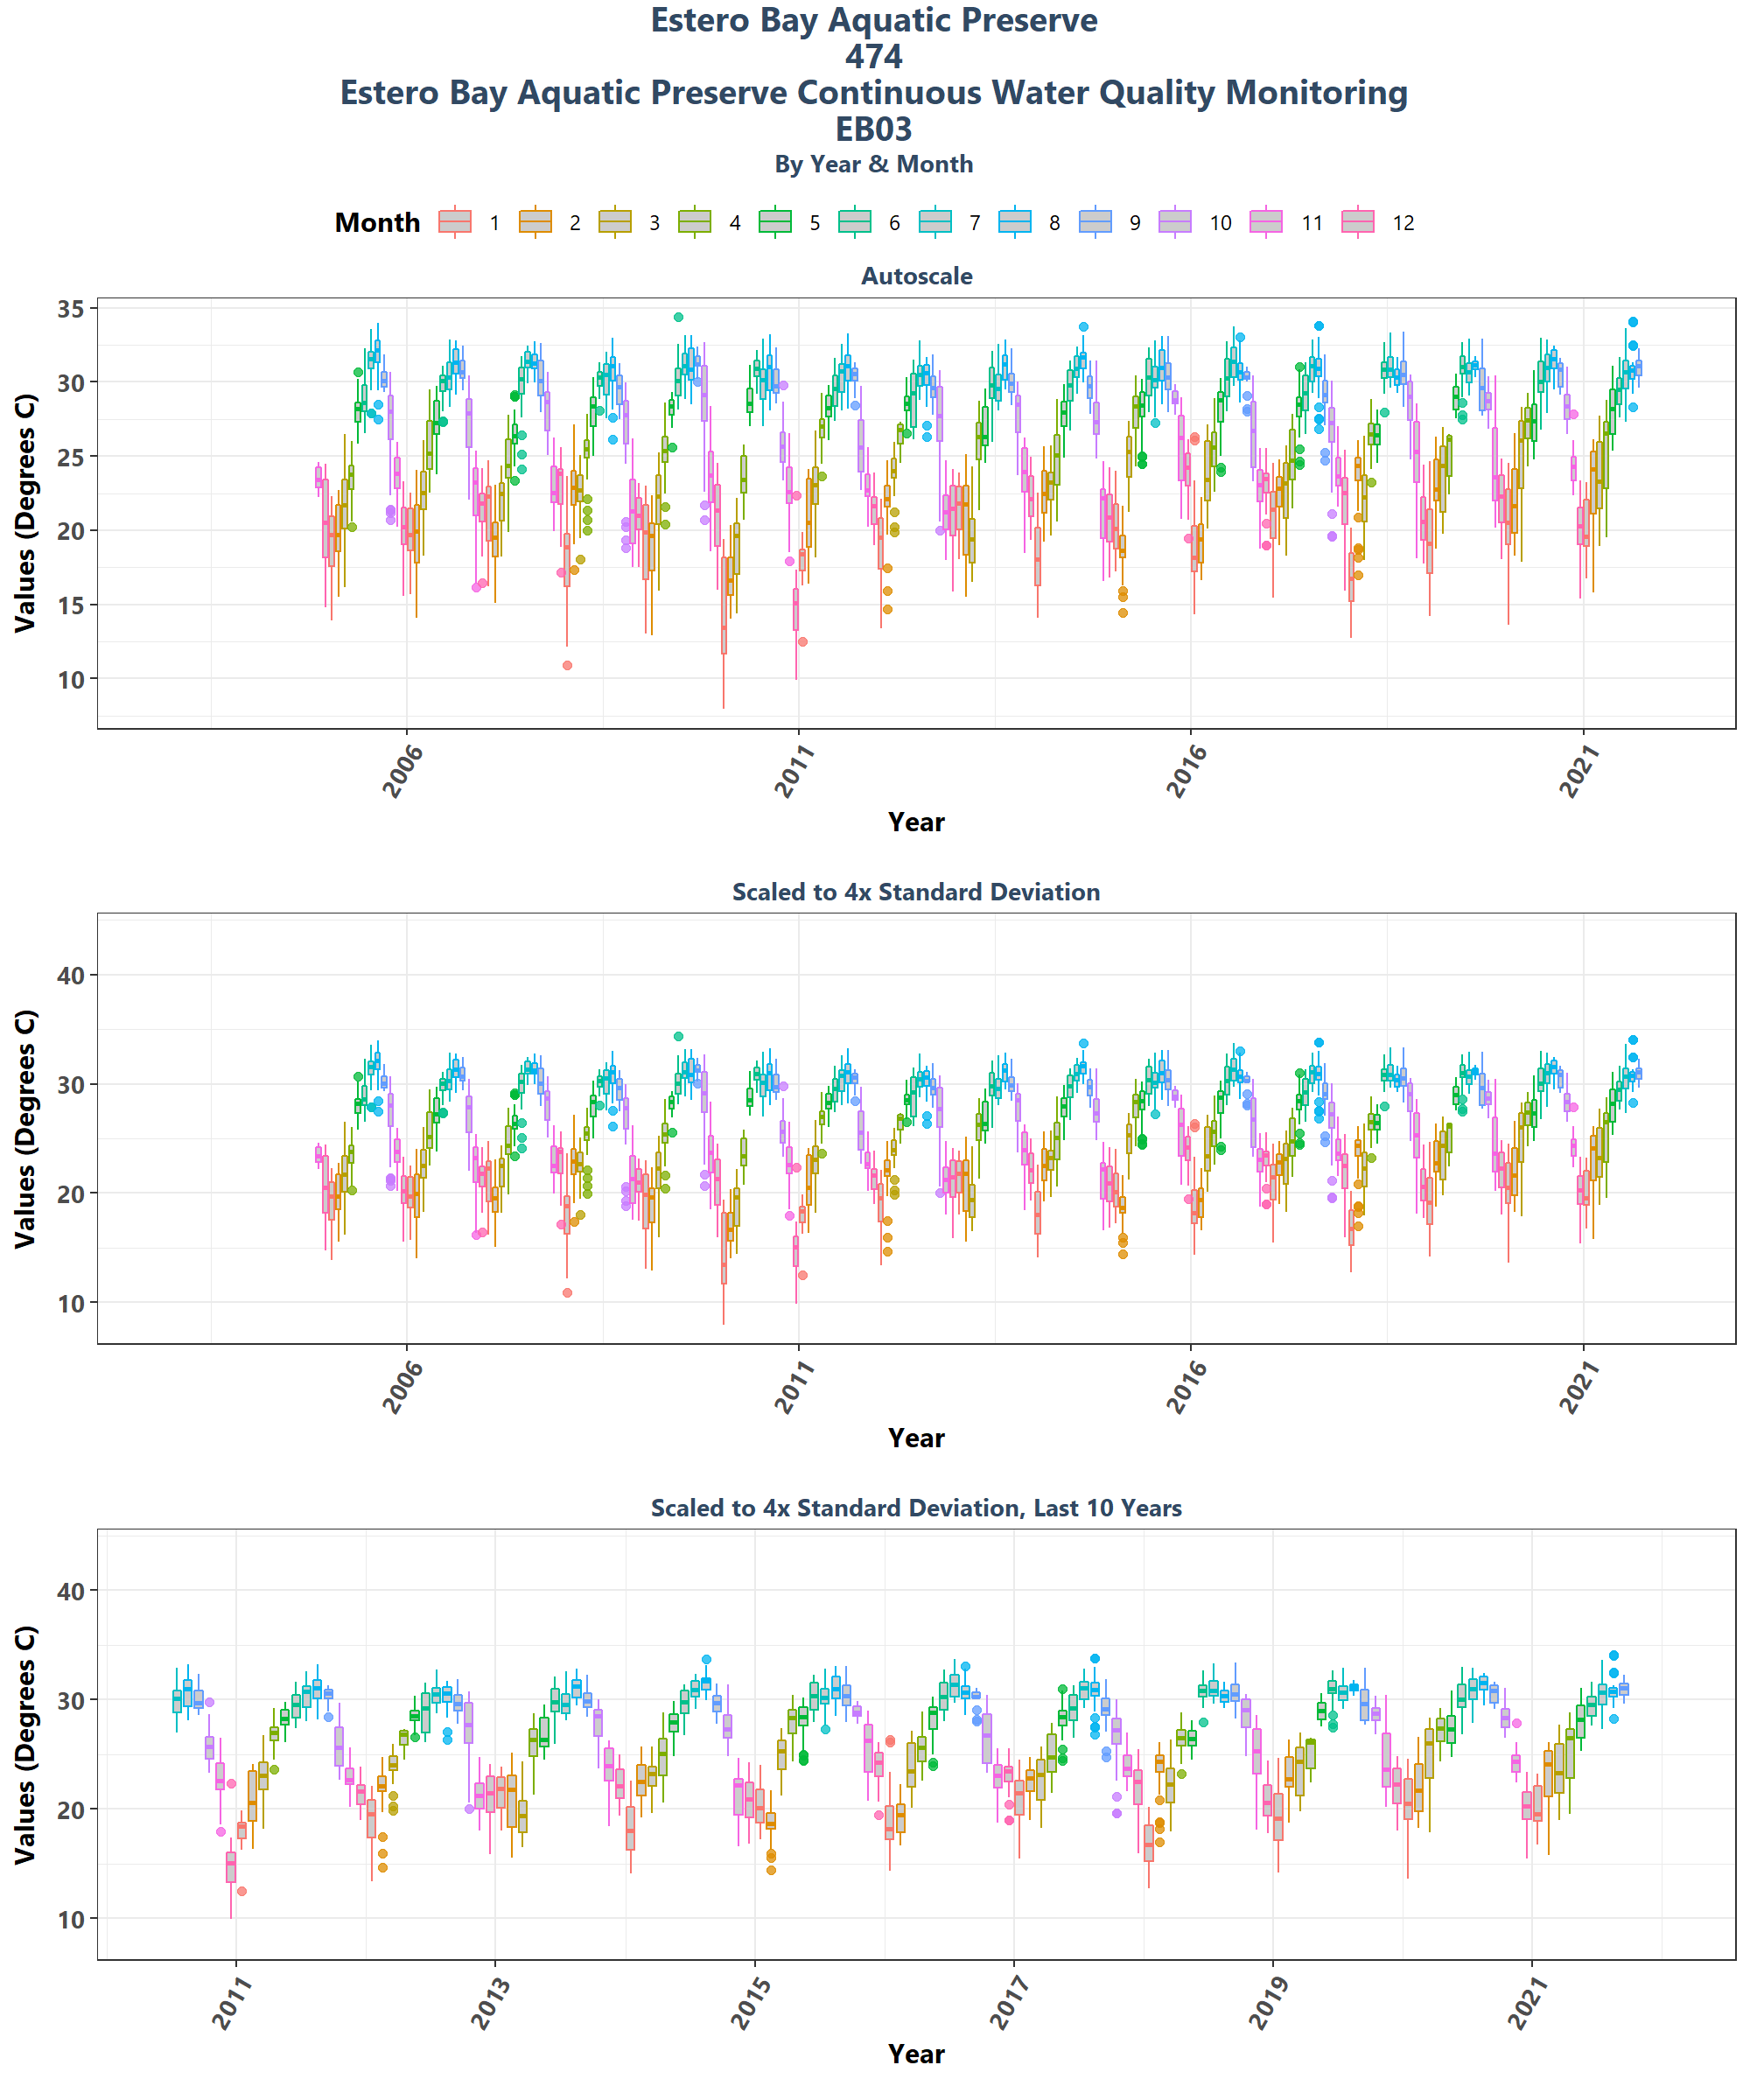 Estero Bay Aquatic Preserve
474
Estero Bay Aquatic Preserve Continuous Water Quality Monitoring
EB03
By Year & Month
Month 1 2 3 4 5 6 7 8 9 10 11 12
Autoscale
Values (Degrees C)
35
30
25
20
15
10
2006 2011 2016 2021
Year
Scaled to 4x Standard Deviation
Values (Degrees C)
40
30
20
10
2006 2011 2016 2021
Year
Scaled to 4x Standard Deviation, Last 10 Years
Values (Degrees C)
40
30
20
10
2011 2013 2015 2017 2019 2021
Year